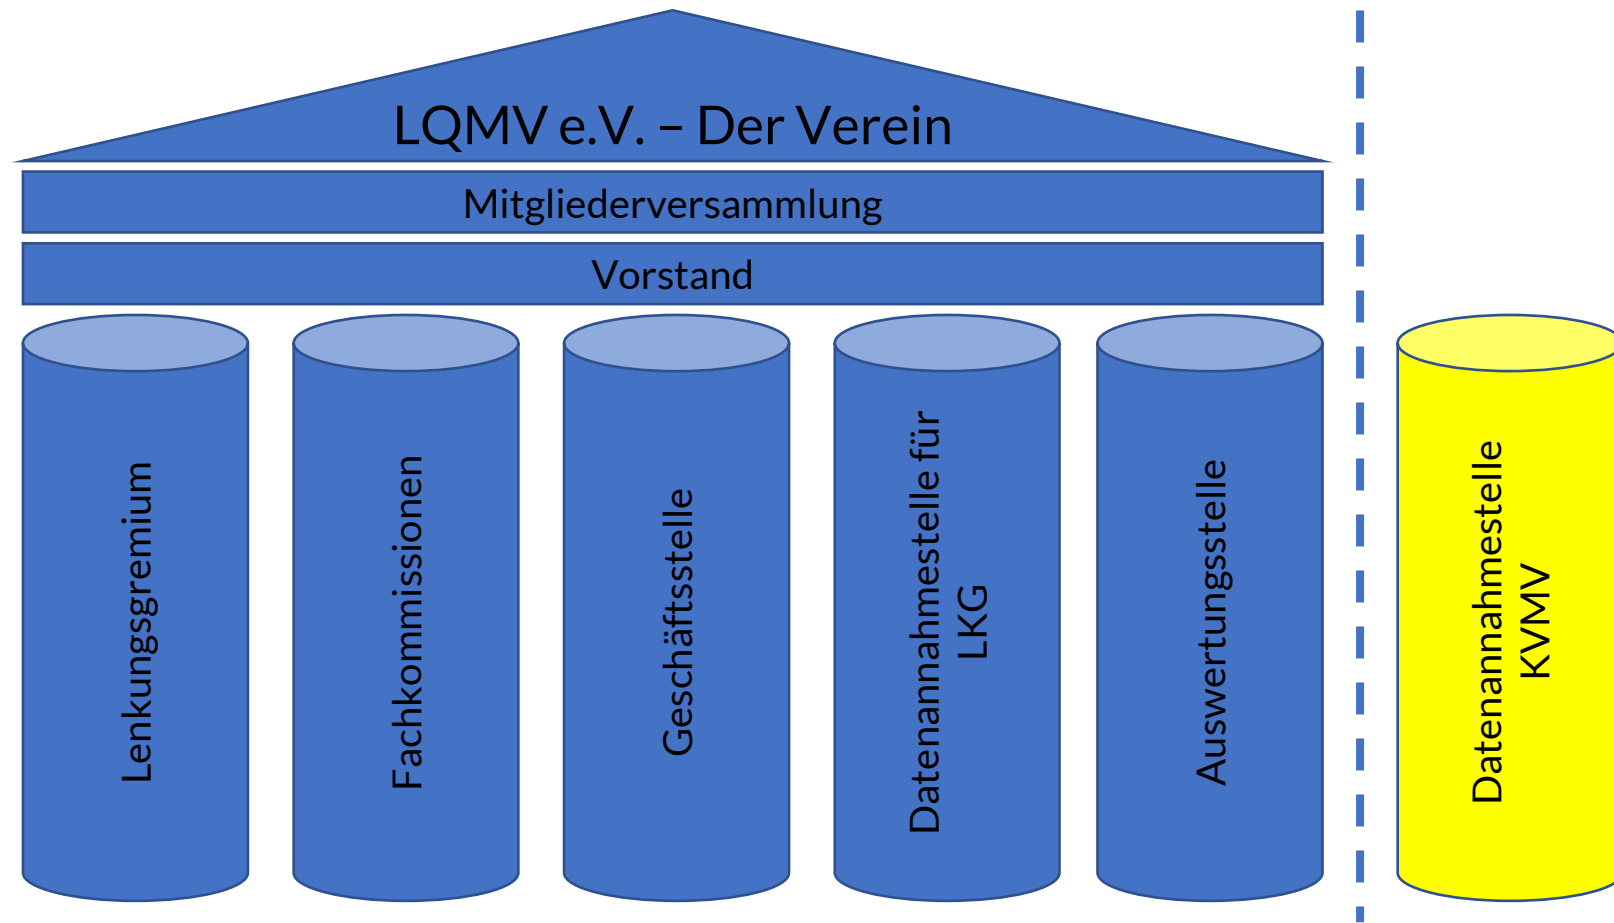 LQMV e.V. – Der Verein
Mitgliederversammlung
Vorstand
Lenkungsgremium
Fachkommissionen
Geschäftsstelle
Datenannahmestelle für
LKG
Auswertungsstelle
Datenannahmestelle
KVMV